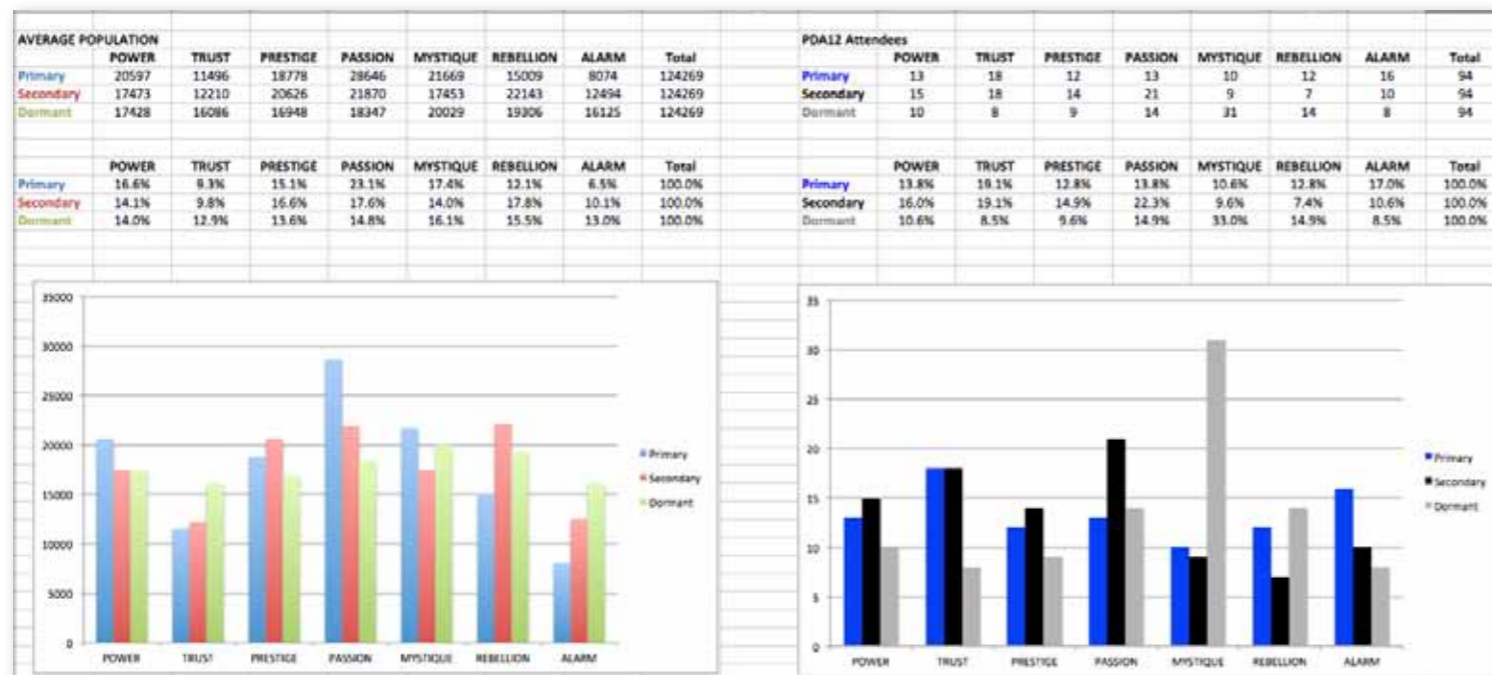 AVERAGE POPULATION
POWER TRUST PRESTIGE PASSION MYSTIQUE REBELLION ALARM Total
Primary 20597 11496 18778 28646 21669 15009 8074 124269
Secondary 17473 12210 20626 21870 17453 22143 12494 124269
Dormant 17428 16086 16948 18347 20029 19306 16125 124269
POWER TRUST PRESTIGE PASSION MYSTIQUE REBELLION ALARM Total
Primary 16.6% 9.3% 15.1% 23.1% 17.4% 12.1% 6.5% 100.0%
Secondary 14.1% 9.8% 16.6% 17.6% 14.0% 17.8% 10.1% 100.0%
Dormant 14.0% 12.9% 13.6% 14.8% 16.1% 15.5% 13.0% 100.0%
35000
30000
25000
20000
15000
10000
5000
0
POWER TRUST PRESTIGE PASSION MYSTIQUE REBELLION ALARM
Primary
Secondary
Dormant
PDA12 Attendees
POWER TRUST PRESTIGE PASSION MYSTIQUE REBELLION ALARM Total
Primary 13 18 12 13 10 12 16 94
Secondary 15 18 14 21 9 7 10 94
Dormant 10 8 9 14 31 14 8 94
POWER TRUST PRESTIGE PASSION MYSTIQUE REBELLION ALARM Total
Primary 13.8% 19.1% 12.8% 13.8% 10.6% 12.8% 17.0% 100.0%
Secondary 16.0% 19.1% 14.9% 22.3% 9.6% 7.4% 10.6% 100.0%
Dormant 10.6% 8.5% 9.6% 14.9% 33.0% 14.9% 8.5% 100.0%
35
30
25
20
15
10
5
0
POWER TRUST PRESTIGE PASSION MYSTIQUE REBELLION ALARM
Primary
Secondary
Dormant